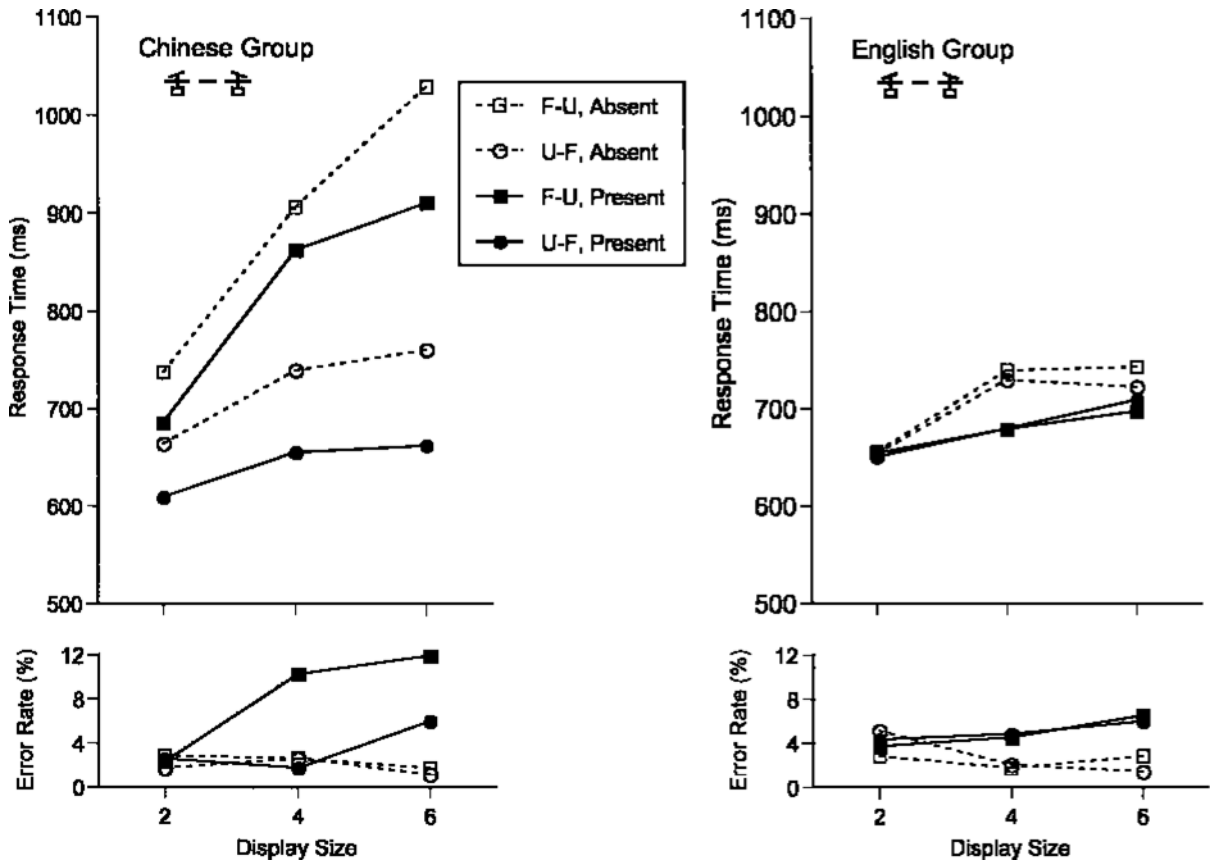 Chinese Group
F-U, Absent
U-F, Absent
F-U, Present
U-F, Present
Response Time (ms)
1100
1000
900
800
700
600
500
Error Rate (%)
12
8
4
0
2 4 6
Display Size
English Group
Response Time (ms)
1100
1000
900
800
700
600
500
Error Rate (%)
12
8
4
0
2 4 6
Display Size